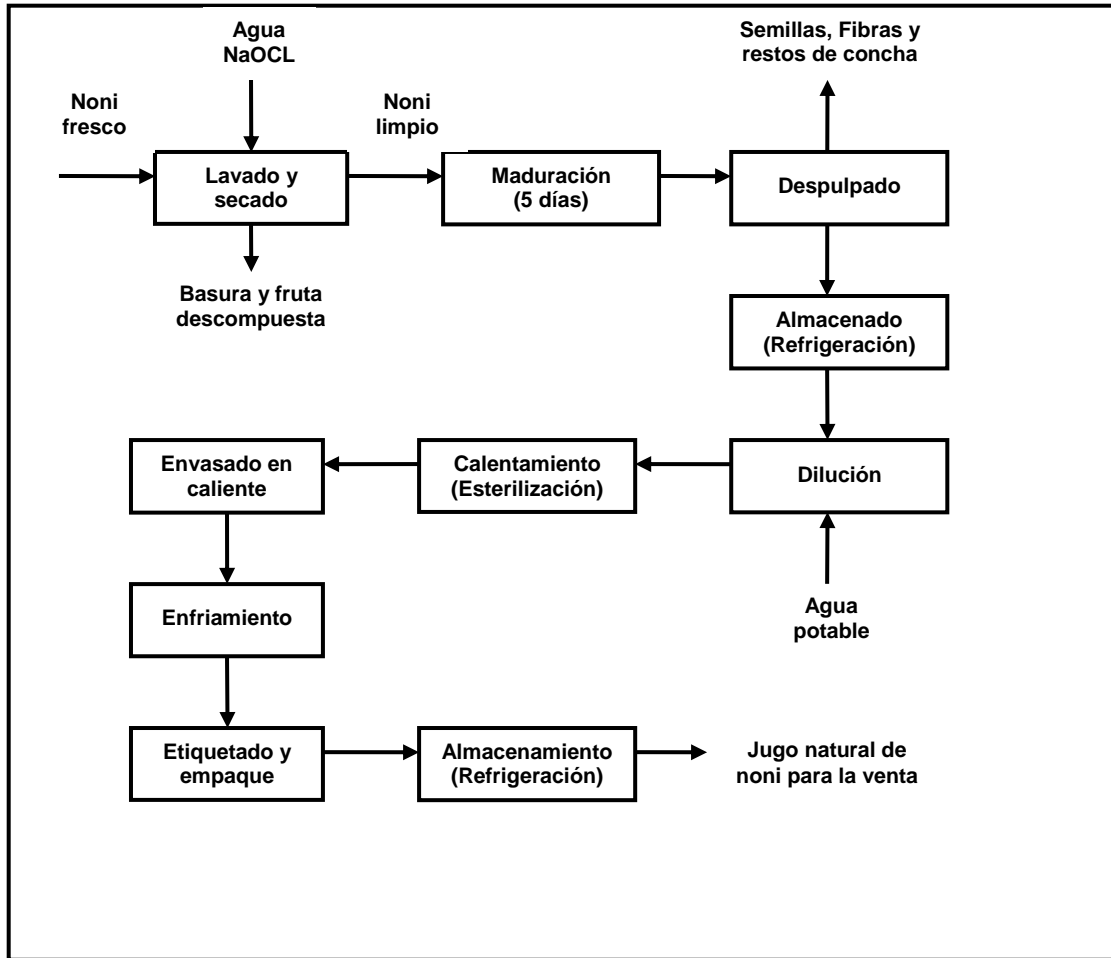 Agua
NaOCL
Semillas, Fibras y
restos de concha
Noni
fresco
Noni
limpio
Lavado y
secado
Maduración
(5 días)
Despulpado
Basura y fruta
descompuesta
Almacenado
(Refrigeración)
Envasado en
caliente
Calentamiento
(Esterilización)
Dilución
Enfriamiento
Agua
potable
Etiquetado y
empaque
Almacenamiento
(Refrigeración)
Jugo natural de
noni para la venta